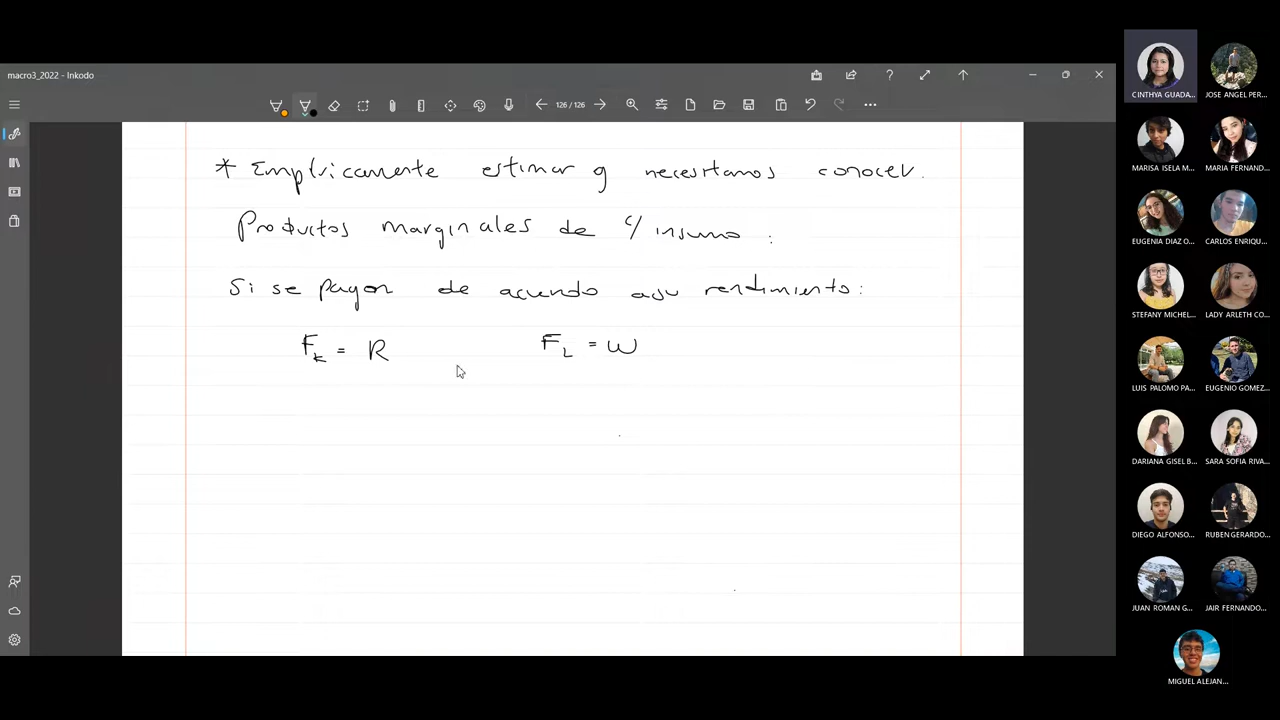 macro3_2022 - Inkodo
126 / 126
* Empíricamente estimar g necesitamos conocer.
Productos marginales de c/ insumo :
Si se pagan de acuerdo a su rendimiento:
F_K = R F_L = w
CINTHYA GUADA...
JOSE ANGEL PER...
MARISA ISELA M...
MARIA FERNAND...
EUGENIA DIAZ O...
CARLOS ENRIQU...
STEFANY MICHEL...
LADY ARLETH CO...
LUIS PALOMO PA...
EUGENIO GOMEZ...
DARIANA GISEL B...
SARA SOFIA RIVA...
DIEGO ALFONSO...
RUBEN GERARDO...
JUAN ROMAN G...
JAIR FERNANDO...
MIGUEL ALEJAN...